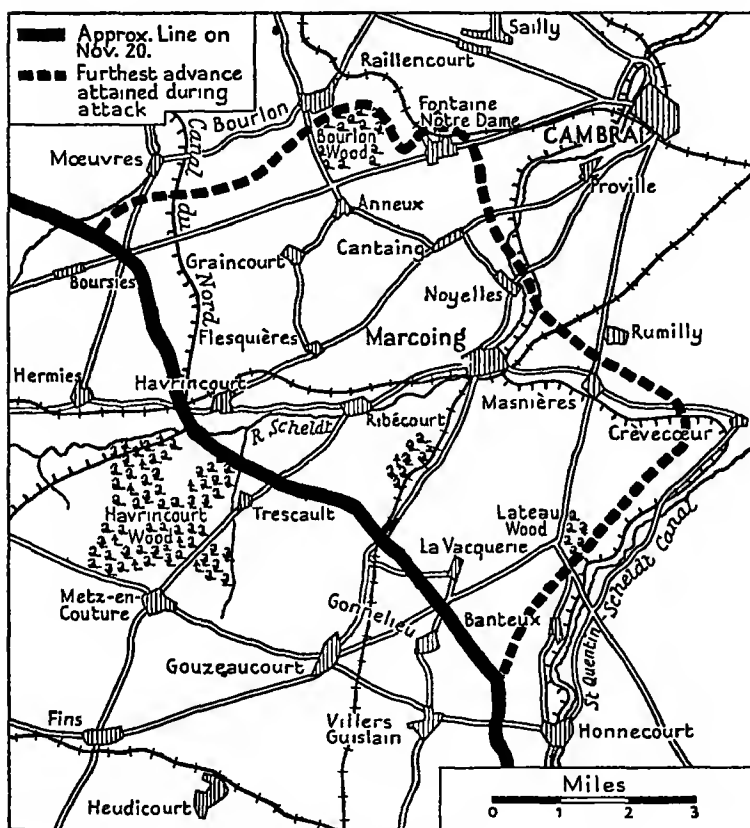 Approx. Line on
Nov. 20.
Furthest advance
attained during
attack
Sailly
Raillencourt
Bourlon
Fontaine
Notre Dame
CAMBRAI
Canal du Nord
Bourlon
Wood
Mœuvres
Proville
Anneux
Cantaing
Graincourt
Boursies
Noyelles
Flesquières
Marcoing
Rumilly
Hermies
Havrincourt
Masnières
R Scheldt
Ribécourt
Crèvecœur
Havrincourt
Wood
Trescault
Lateau
Wood
La Vacquerie
Metz-en-
Couture
Gonnelieu
Banteux
St Quentin
Scheldt Canal
Gouzeaucourt
Fins
Villers
Guislain
Honnecourt
Heudicourt
Miles
0 1 2 3